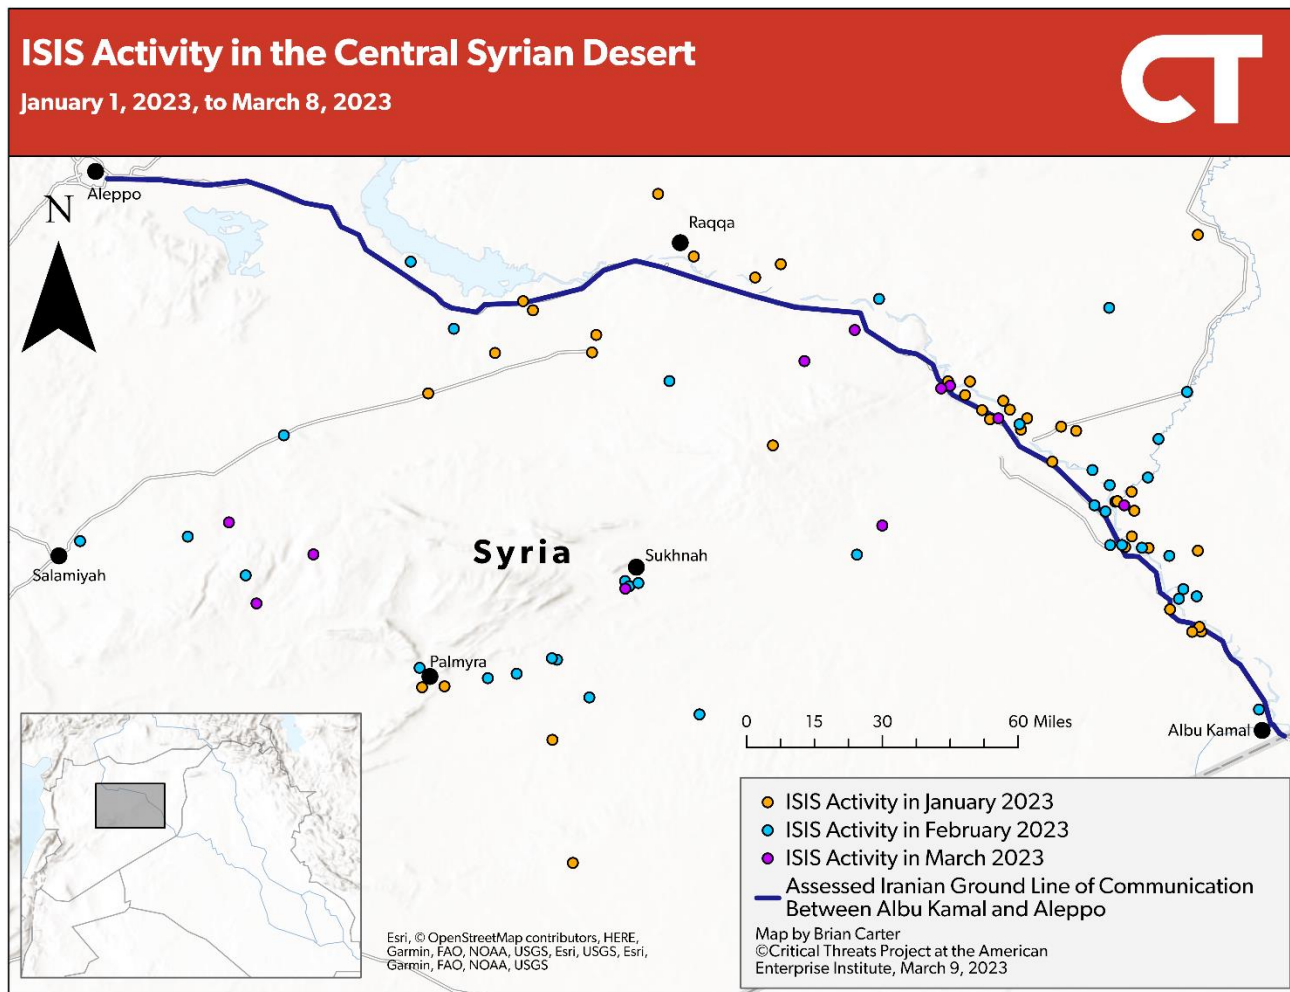 ISIS Activity in the Central Syrian Desert
January 1, 2023, to March 8, 2023
CT
Aleppo
N
Raqqa
Syria
Sukhnah
Salamiyah
Palmyra
Albu Kamal
0 15 30 60 Miles
ISIS Activity in January 2023
ISIS Activity in February 2023
ISIS Activity in March 2023
Assessed Iranian Ground Line of Communication
Between Albu Kamal and Aleppo
Map by Brian Carter
©Critical Threats Project at the American
Enterprise Institute, March 9, 2023
Esri, © OpenStreetMap contributors, HERE,
Garmin, FAO, NOAA, USGS, Esri, USGS, Esri,
Garmin, FAO, NOAA, USGS